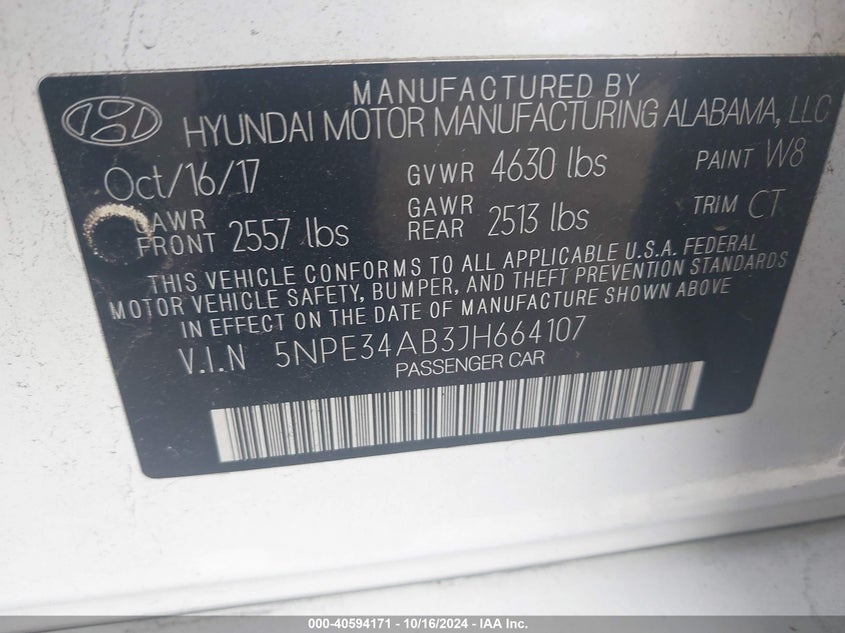 MANUFACTURED BY
HYUNDAI MOTOR MANUFACTURING ALABAMA, LLC
Oct/16/17 GVWR 4630 lbs PAINT W8
GAWR FRONT 2557 lbs GAWR REAR 2513 lbs TRIM CT
THIS VEHICLE CONFORMS TO ALL APPLICABLE U.S.A. FEDERAL
MOTOR VEHICLE SAFETY, BUMPER, AND THEFT PREVENTION STANDARDS
IN EFFECT ON THE DATE OF MANUFACTURE SHOWN ABOVE
V.I.N 5NPE34AB3JH664107
PASSENGER CAR
000-40594171 - 10/16/2024 - IAA Inc.